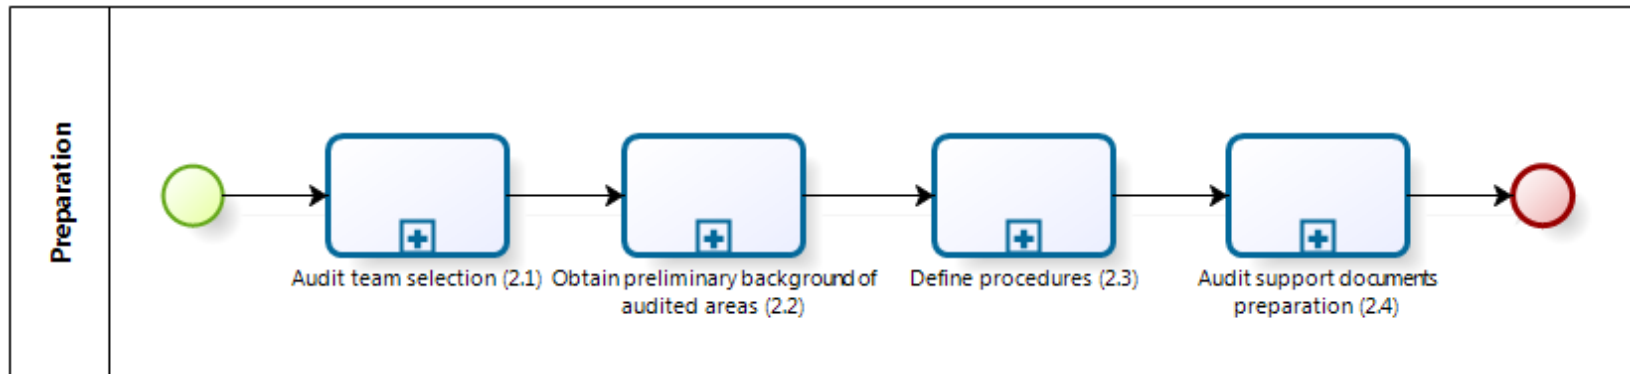 Preparation
Audit team selection (2.1)
Obtain preliminary background of
audited areas (2.2)
Define procedures (2.3)
Audit support documents
preparation (2.4)